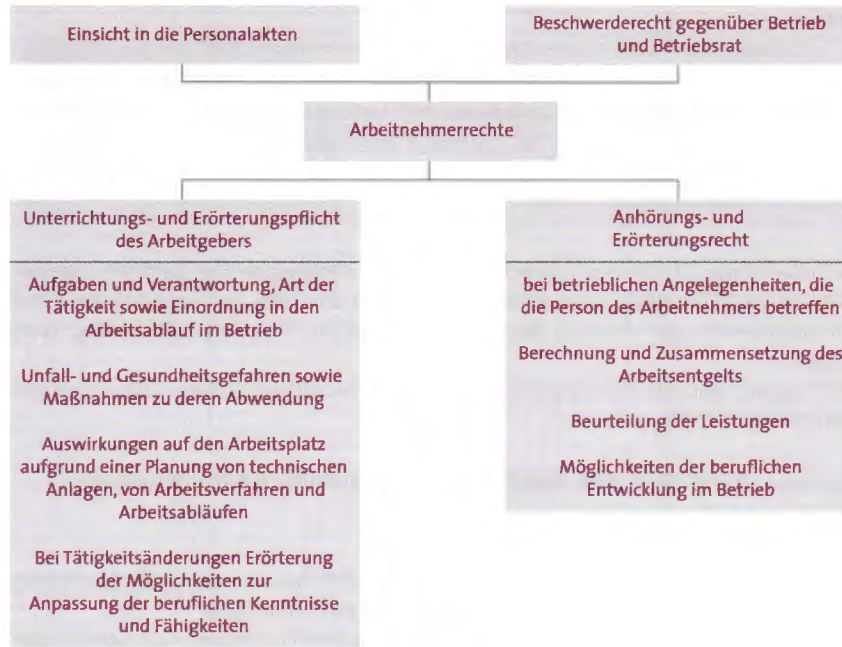 Einsicht in die Personalakten
Beschwerderecht gegenüber Betrieb
und Betriebsrat
Arbeitnehmerrechte
Unterrichtungs- und Erörterungspflicht
des Arbeitgebers
Aufgaben und Verantwortung, Art der
Tätigkeit sowie Einordnung in den
Arbeitsablauf im Betrieb
Unfall- und Gesundheitsgefahren sowie
Maßnahmen zu deren Abwendung
Auswirkungen auf den Arbeitsplatz
aufgrund einer Planung von technischen
Anlagen, von Arbeitsverfahren und
Arbeitsabläufen
Bei Tätigkeitsänderungen Erörterung
der Möglichkeiten zur
Anpassung der beruflichen Kenntnisse
und Fähigkeiten
Anhörungs- und
Erörterungsrecht
bei betrieblichen Angelegenheiten, die
die Person des Arbeitnehmers betreffen
Berechnung und Zusammensetzung des
Arbeitsentgelts
Beurteilung der Leistungen
Möglichkeiten der beruflichen
Entwicklung im Betrieb